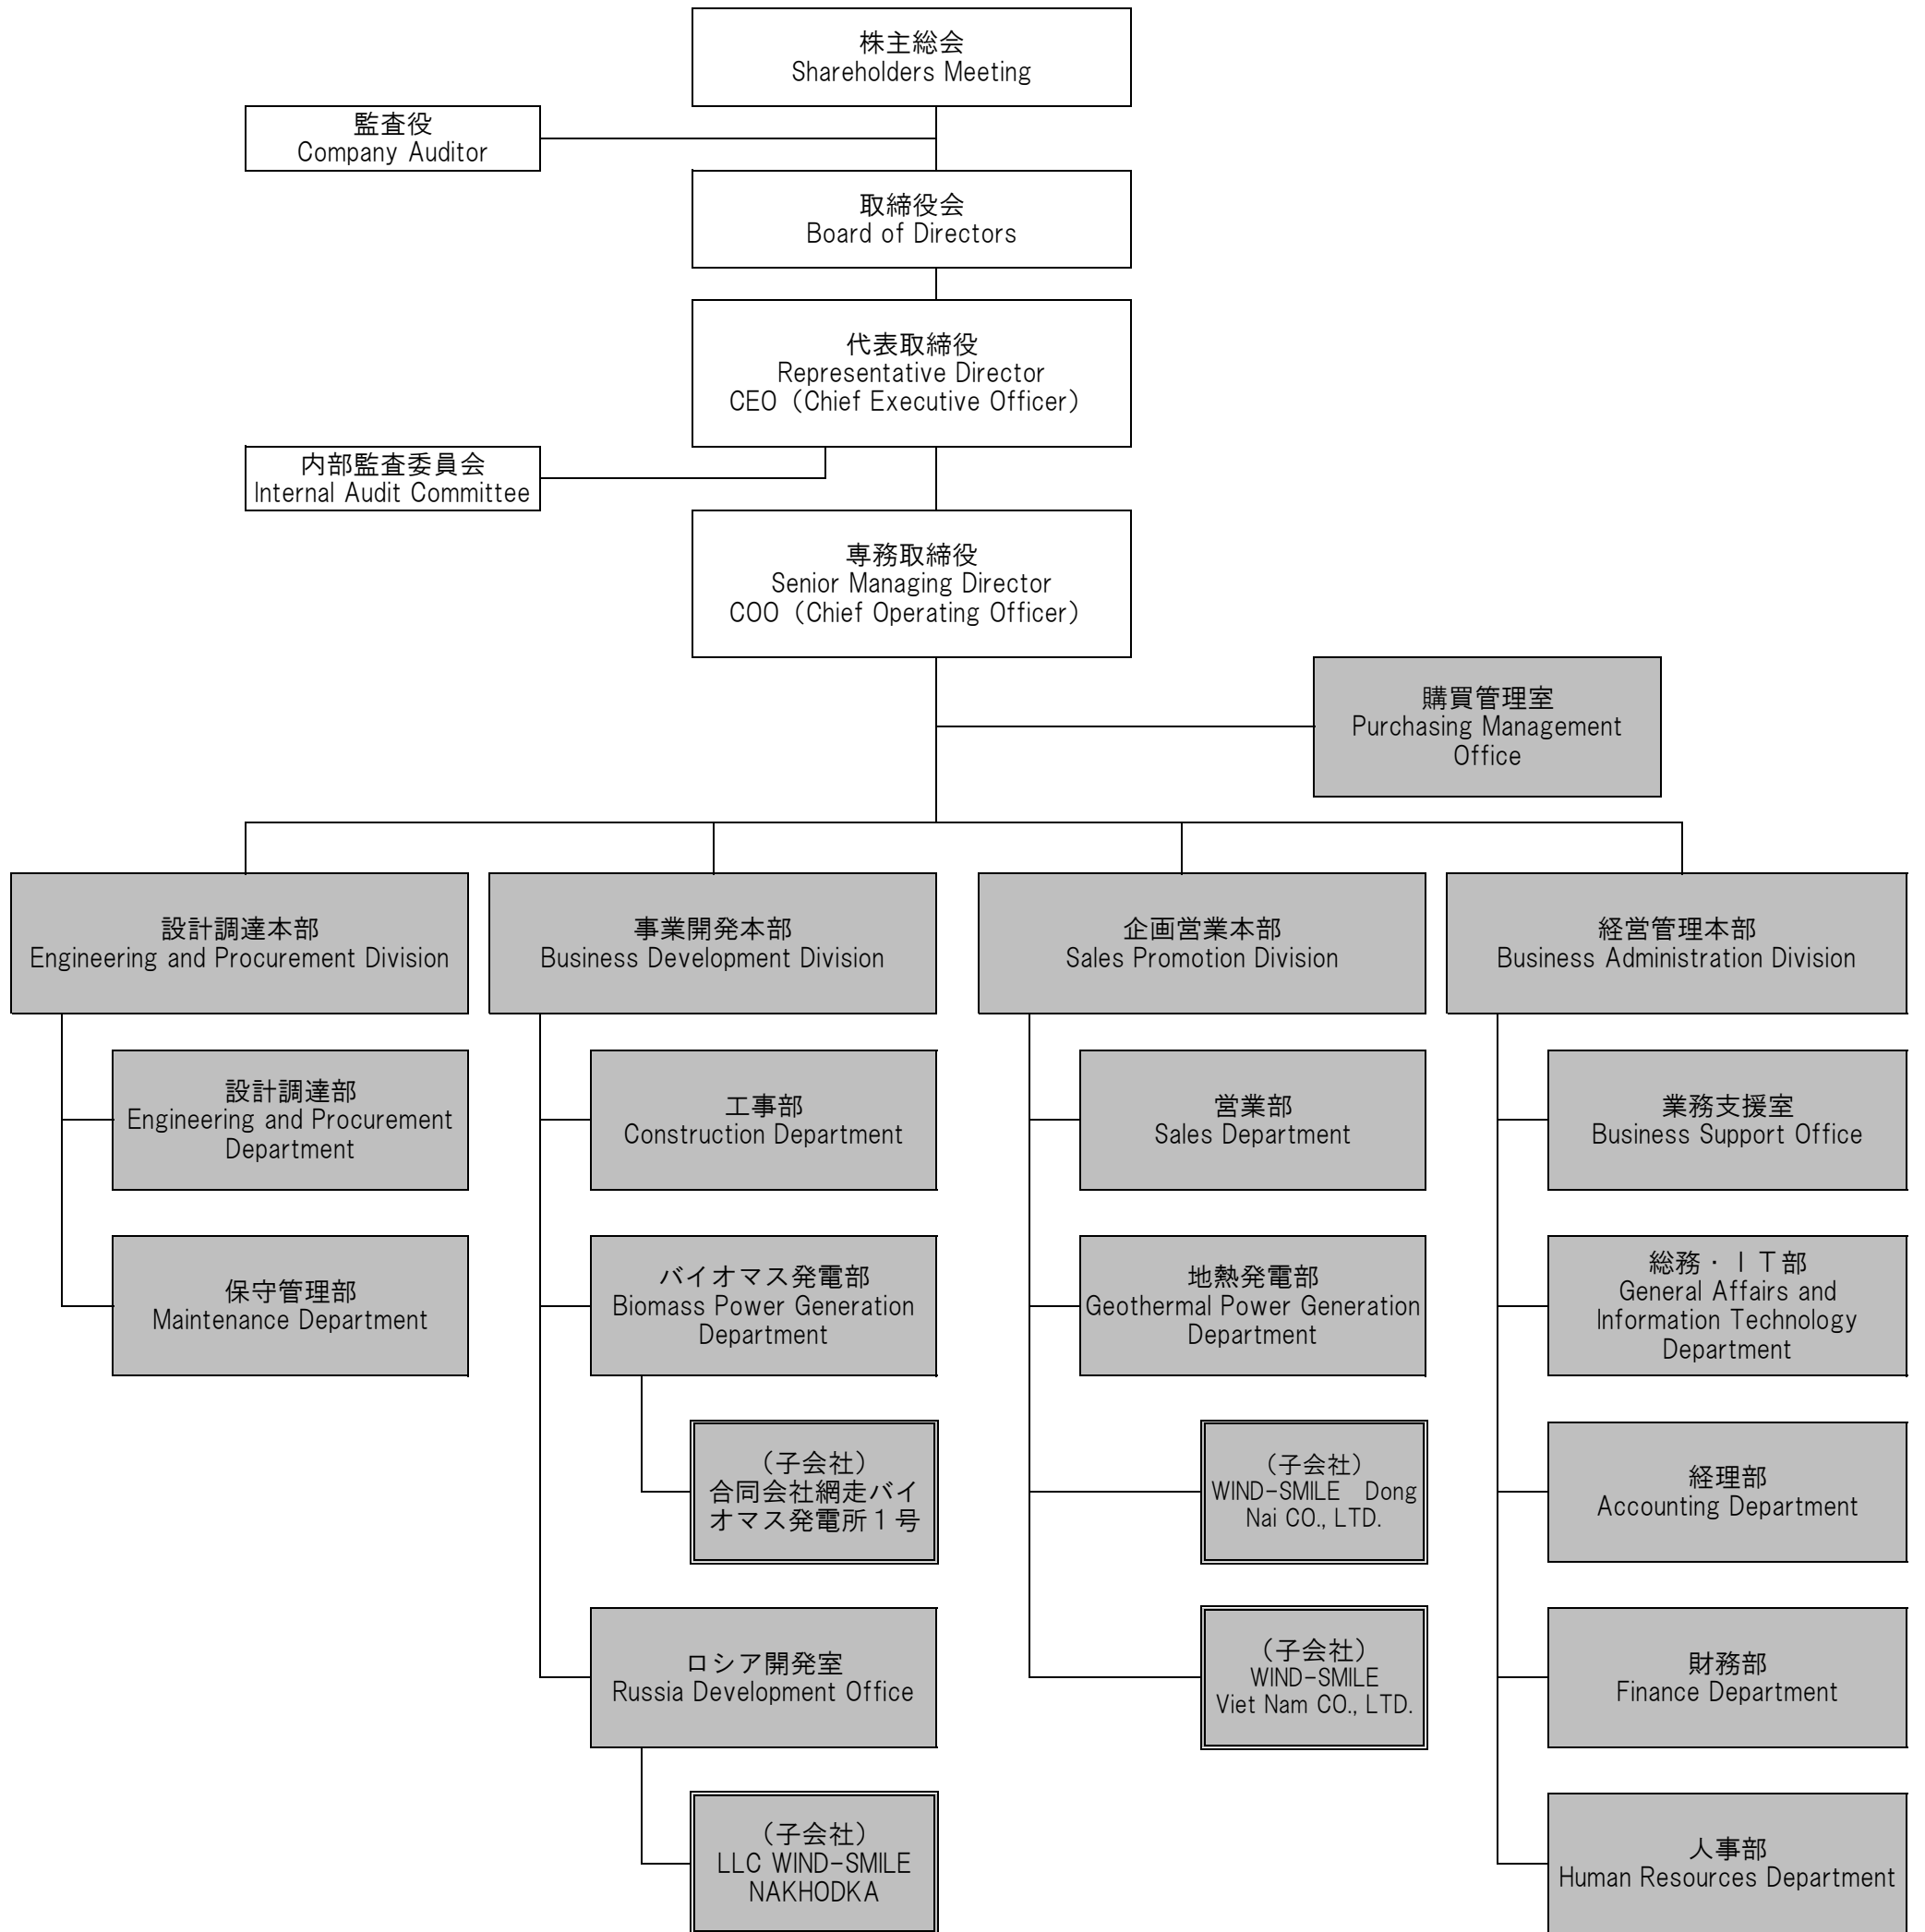 株主総会
Shareholders Meeting
監査役
Company Auditor
取締役会
Board of Directors
代表取締役
Representative Director
CEO（Chief Executive Officer）
内部監査委員会
Internal Audit Committee
専務取締役
Senior Managing Director
COO（Chief Operating Officer）
購買管理室
Purchasing Management
Office
設計調達本部
Engineering and Procurement Division
事業開発本部
Business Development Division
企画営業本部
Sales Promotion Division
経営管理本部
Business Administration Division
設計調達部
Engineering and Procurement
Department
工事部
Construction Department
営業部
Sales Department
業務支援室
Business Support Office
保守管理部
Maintenance Department
バイオマス発電部
Biomass Power Generation
Department
地熱発電部
Geothermal Power Generation
Department
総務・ＩＴ部
General Affairs and
Information Technology
Department
（子会社）
合同会社網走バイ
オマス発電所１号
（子会社）
WIND-SMILE　Dong
Nai CO., LTD.
経理部
Accounting Department
ロシア開発室
Russia Development Office
（子会社）
WIND-SMILE
Viet Nam CO., LTD.
財務部
Finance Department
（子会社）
LLC WIND-SMILE
NAKHODKA
人事部
Human Resources Department